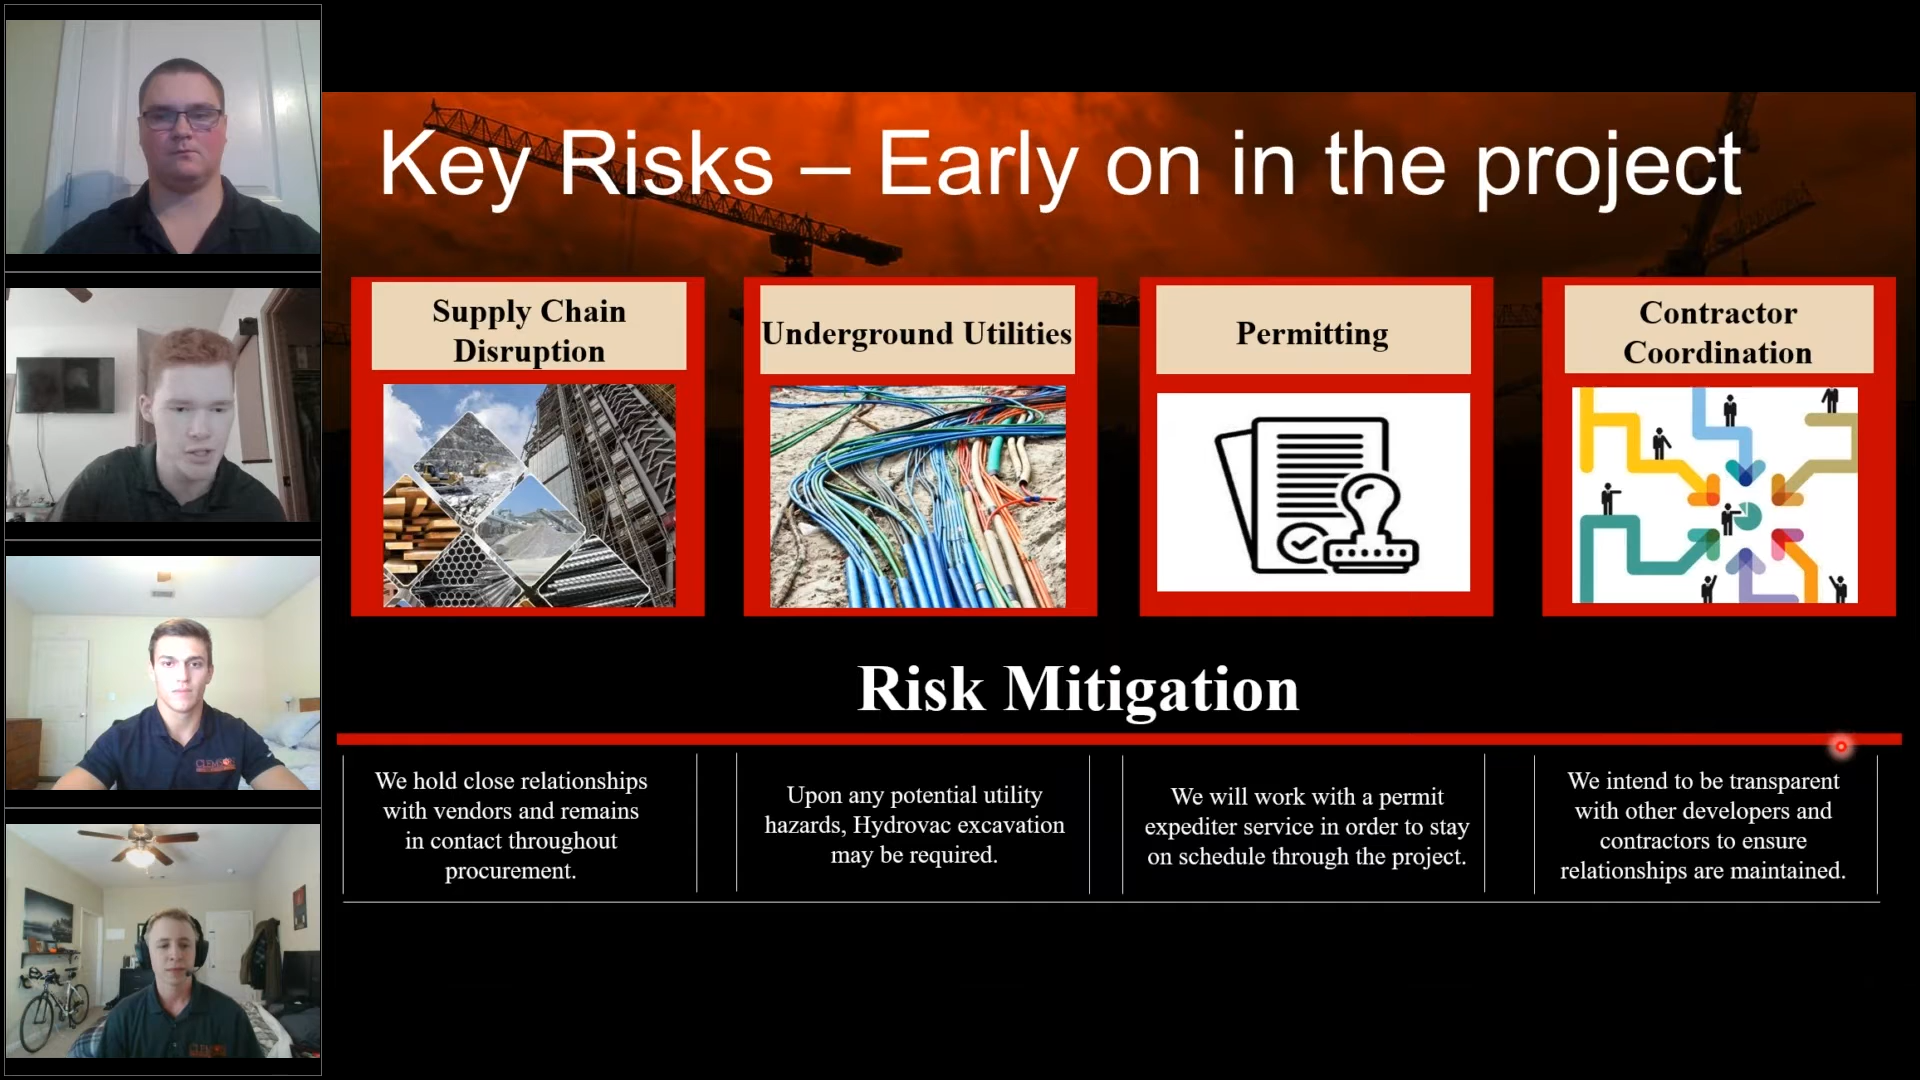 Key Risks – Early on in the project
Supply Chain
Disruption
Underground Utilities
Permitting
Contractor
Coordination
Risk Mitigation
We hold close relationships
with vendors and remains
in contact throughout
procurement.
Upon any potential utility
hazards, Hydrovac excavation
may be required.
We will work with a permit
expediter service in order to stay
on schedule through the project.
We intend to be transparent
with other developers and
contractors to ensure
relationships are maintained.
CLEMSON
CLEMSON